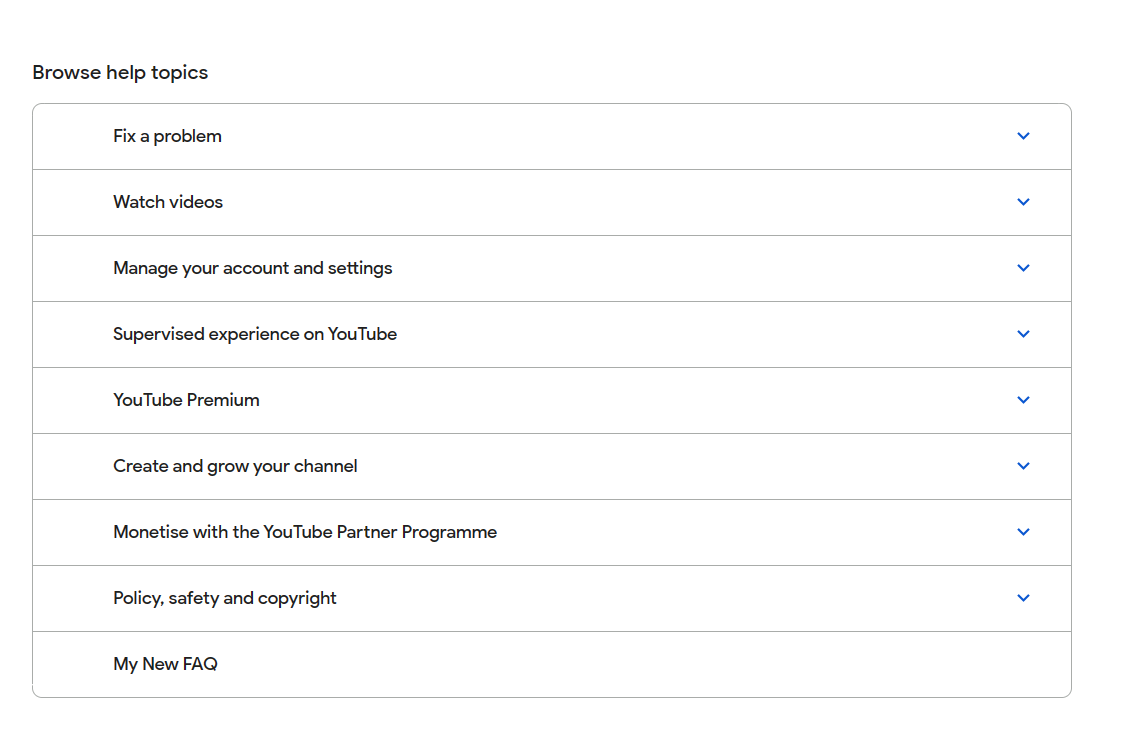 Browse help topics
Fix a problem
Watch videos
Manage your account and settings
Supervised experience on YouTube
YouTube Premium
Create and grow your channel
Monetise with the YouTube Partner Programme
Policy, safety and copyright
My New FAQ